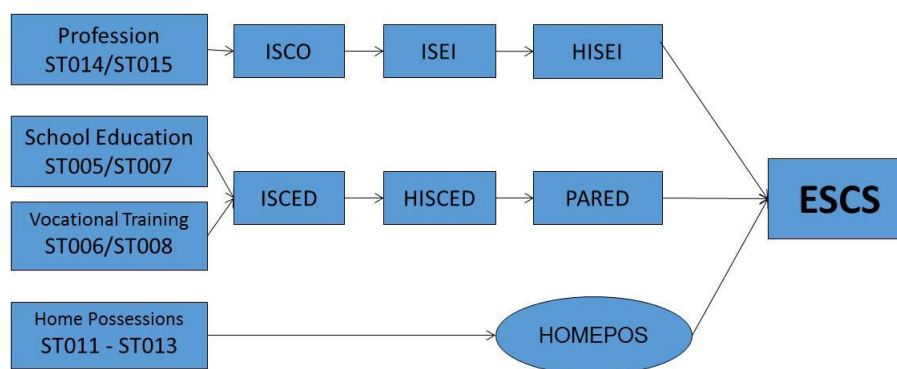 Profession
ST014/ST015
ISCO
ISEI
HISEI
School Education
ST005/ST007
Vocational Training
ST006/ST008
ISCED
HISCED
PARED
ESCS
Home Possessions
ST011 - ST013
HOMEPOS